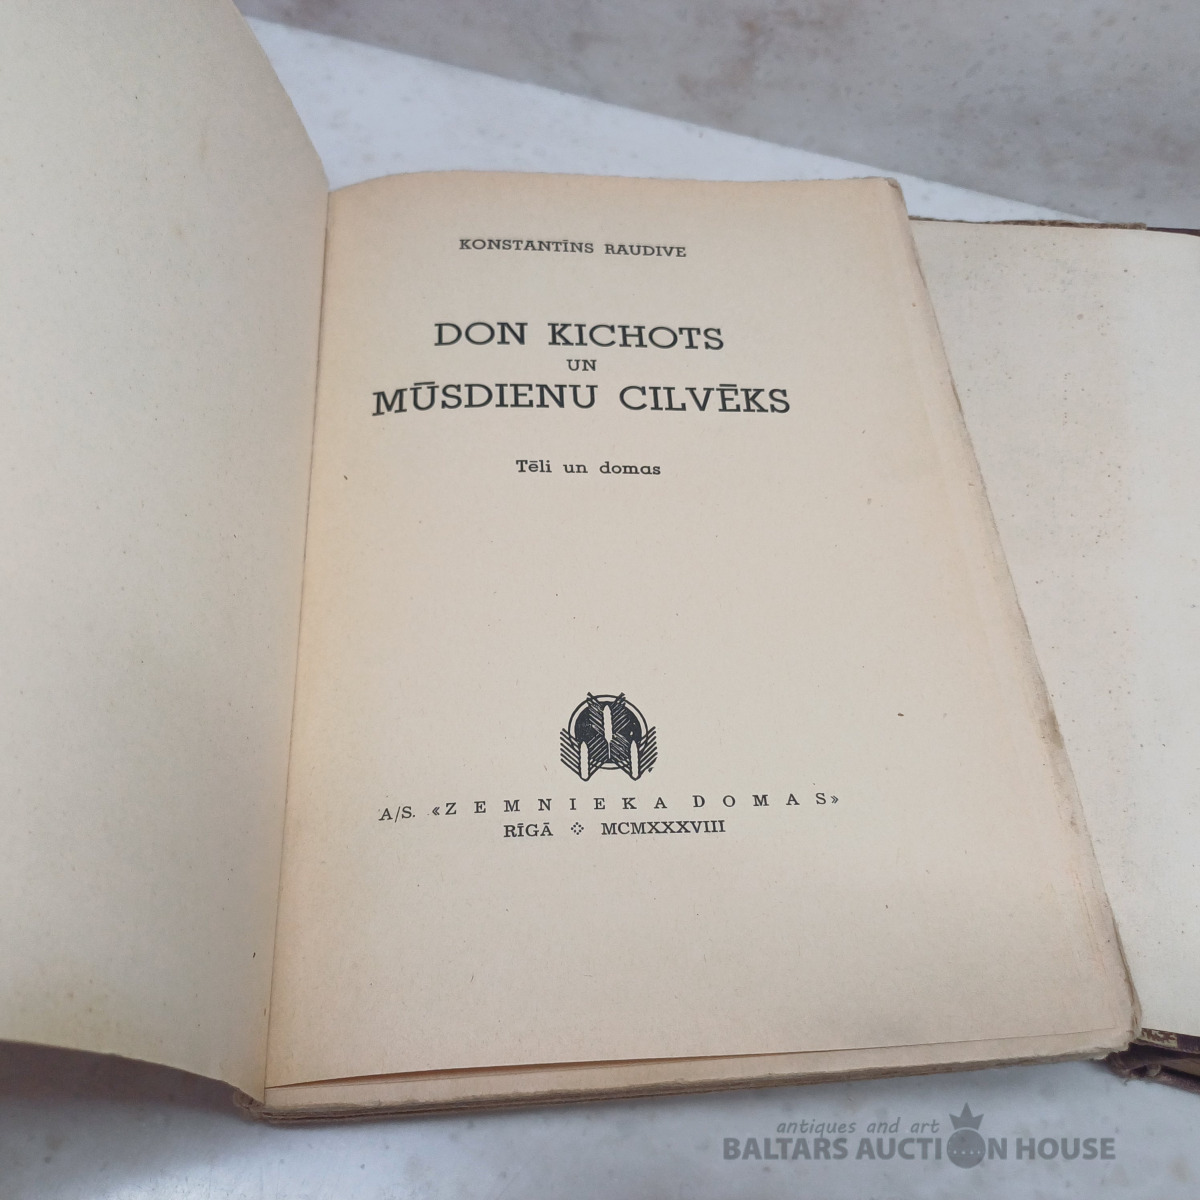 KONSTANTĪNS RAUDIVE
DON KICHOTS
UN
MŪSDIENU CILVĒKS
Tēli un domas
A/S. «ZEMNIEKA DOMAS»
RĪGĀ MCMXXXVIII
antiques and art
BALTARS AUCTION HOUSE